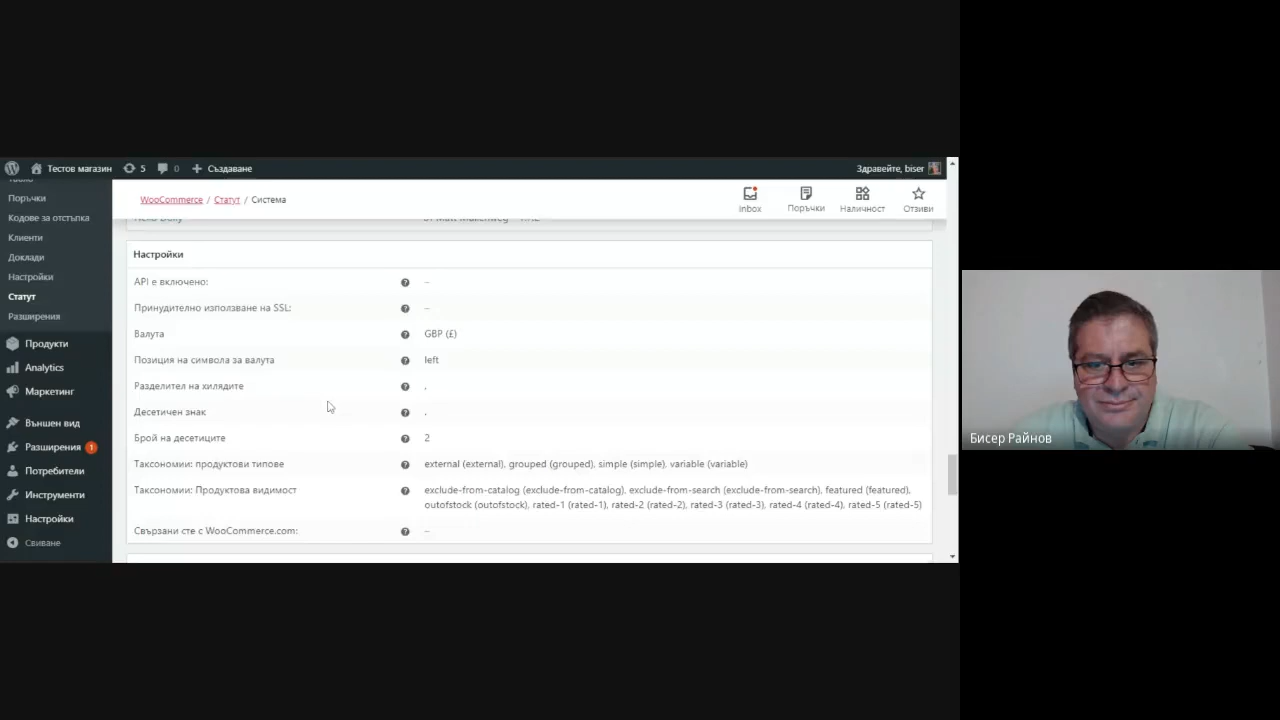 Тестов магазин 5 0 Създаване Здравейте, biser
Поръчки
Кодове за отстъпка
Клиенти
Доклади
Настройки
Статут
Разширения
Продукти
Analytics
Маркетинг
Външен вид
Разширения 1
Потребители
Инструменти
Настройки
Свиване
WooCommerce / Статут / Система
Inbox
Поръчки
Наличност
Отзиви
Настройки
API е включено: –
Принудително използване на SSL: –
Валута GBP (£)
Позиция на символа за валута left
Разделител на хилядите ,
Десетичен знак .
Брой на десетиците 2
Таксономии: продуктови типове external (external), grouped (grouped), simple (simple), variable (variable)
Таксономии: Продуктова видимост exclude-from-catalog (exclude-from-catalog), exclude-from-search (exclude-from-search), featured (featured),
outofstock (outofstock), rated-1 (rated-1), rated-2 (rated-2), rated-3 (rated-3), rated-4 (rated-4), rated-5 (rated-5)
Свързани сте с WooCommerce.com: –
Бисер Райнов